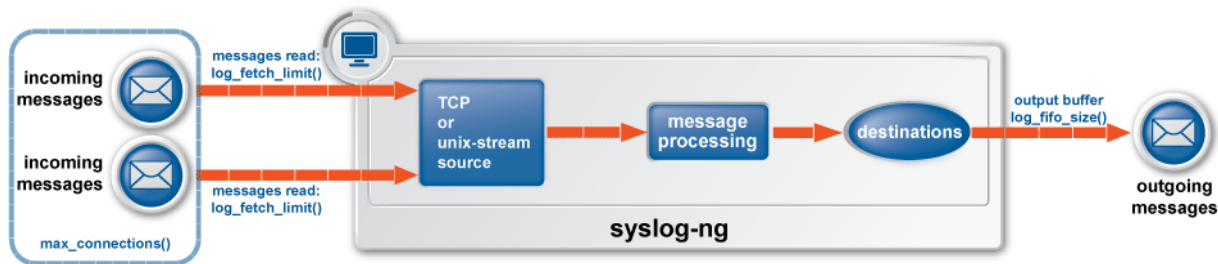 incoming
messages
messages read:
log_fetch_limit()
incoming
messages
messages read:
log_fetch_limit()
max_connections()
TCP
or
unix-stream
source
message
processing
destinations
output buffer
log_fifo_size()
outgoing
messages
syslog-ng